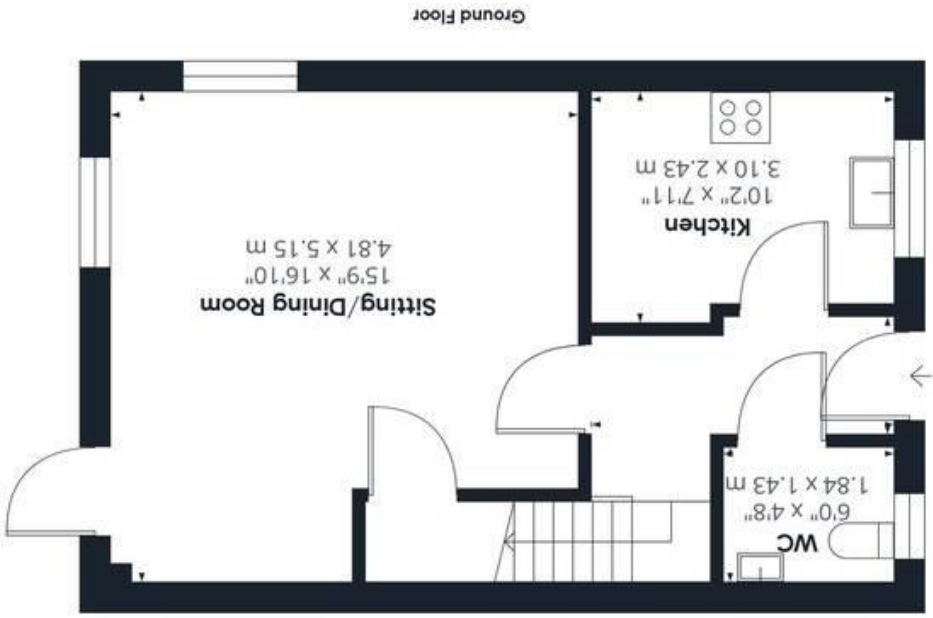 WC
6'0" x 4'8"
1.84 x 1.43 m
Sitting/Dining Room
15'9" x 16'10"
4.81 x 5.15 m
Kitchen
10'2" x 7'11"
3.10 x 2.43 m
Ground Floor